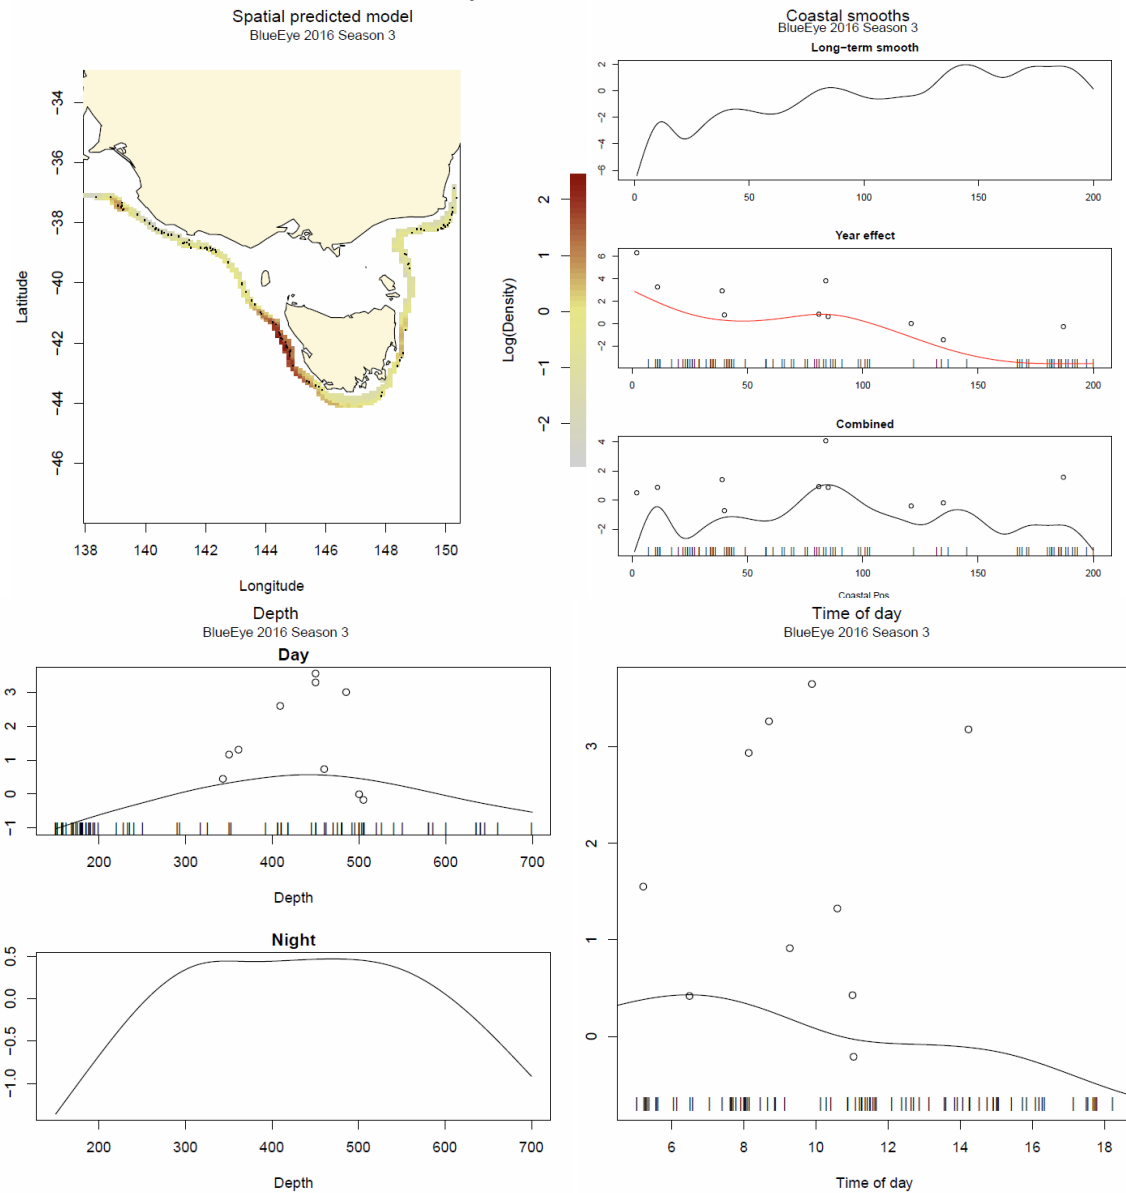 Spatial predicted model
BlueEye 2016 Season 3
Latitude
-34
-36
-38
-40
-42
-44
-46
138 140 142 144 146 148 150
Longitude
Log(Density)
2
1
0
-1
-2
Coastal smooths
BlueEye 2016 Season 3
Long-term smooth
2
0
-2
-4
-6
0 50 100 150 200
Year effect
6
4
2
0
-2
0 50 100 150 200
Combined
4
2
0
-2
0 50 100 150 200
Coastal Pos
Depth
BlueEye 2016 Season 3
Day
3
2
1
0
-1
200 300 400 500 600 700
Depth
Night
0.5
0.0
-0.5
-1.0
200 300 400 500 600 700
Depth
Time of day
BlueEye 2016 Season 3
3
2
1
0
6 8 10 12 14 16 18
Time of day